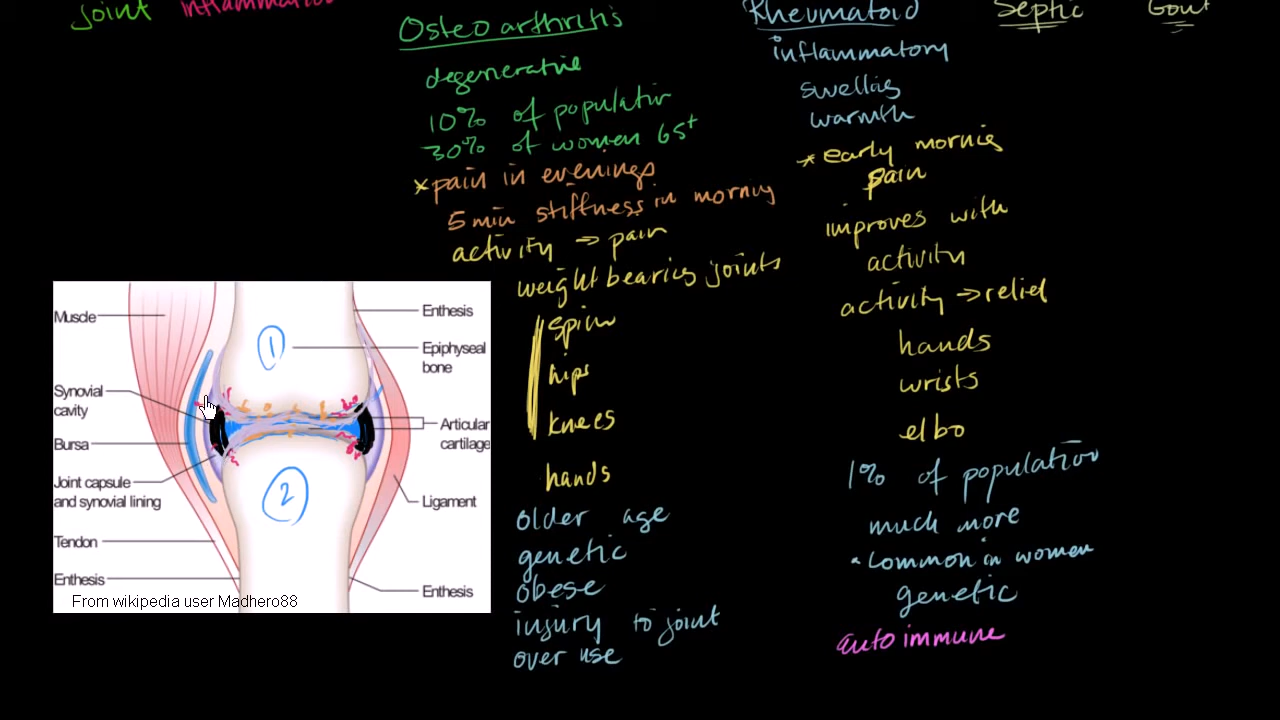 joint inflammation
Osteoarthritis
degenerative
10% of population
30% of women 65+
*pain in evenings
5 min stiffness in morning
activity → pain
weight bearing joints
spine
hips
knees
hands
older age
genetic
obese
injury to joint
over use
Rheumatoid
inflammatory
swelling
warmth
*early morning
pain
improves with
activity
activity → relief
hands
wrists
elbo
1% of population
much more
common in women
genetic
autoimmune
Septic
Gout
Muscle
Synovial
cavity
Bursa
Joint capsule
and synovial lining
Tendon
Enthesis
1
2
Enthesis
Epiphyseal
bone
Articular
cartilage
Ligament
Enthesis
From wikipedia user Madhero88